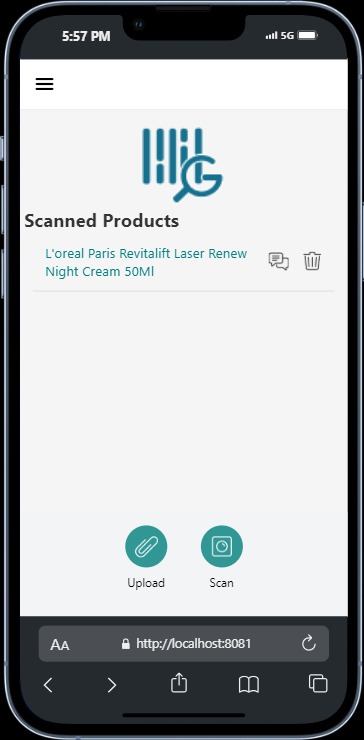 5:57 PM
5G
G
Scanned Products
L'oreal Paris Revitalift Laser Renew
Night Cream 50Ml
Upload
Scan
AA
http://localhost:8081